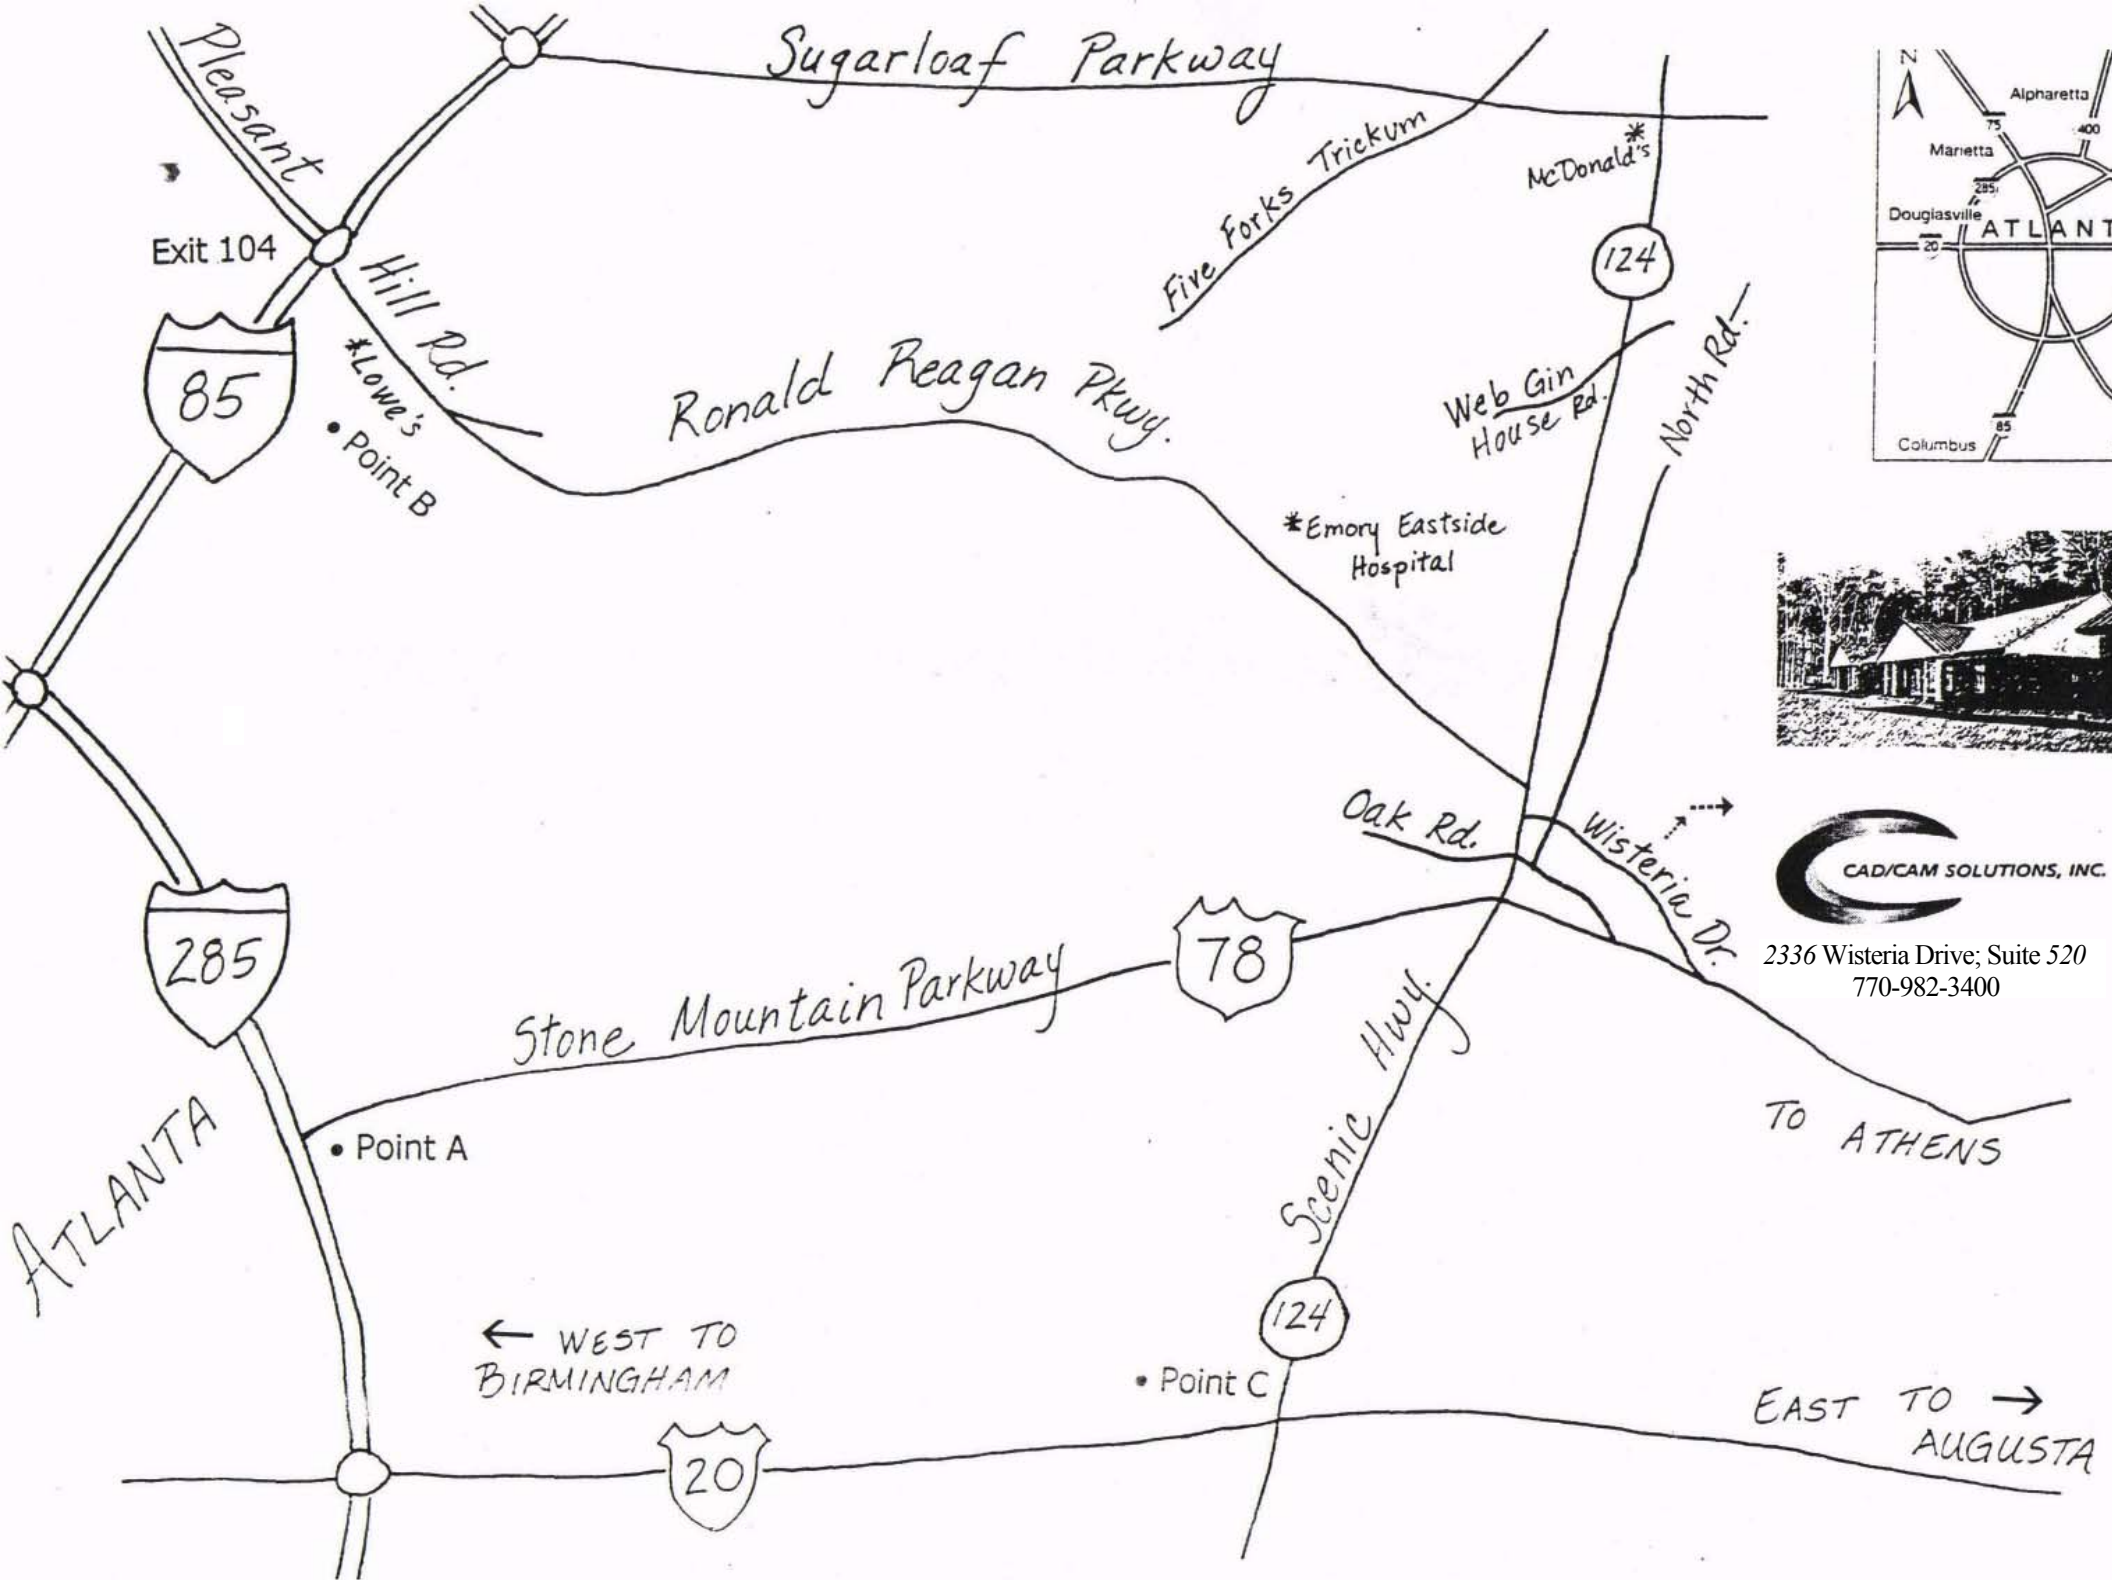 Sugarloaf Parkway
Pleasant
Hill Rd.
Exit 104
85
*Lowe's
• Point B
Ronald Reagan Pkwy.
Five Forks Trickum
*
McDonald's
124
Web Gin
House Rd.
North Rd.
*Emory Eastside
Hospital
N
Alpharetta
75
400
Marietta
285
Douglasville
ATLANT
20
85
Columbus
Oak Rd.
Wisteria Dr.
CAD/CAM SOLUTIONS, INC.
2336 Wisteria Drive; Suite 520
770-982-3400
285
78
Stone Mountain Parkway
• Point A
ATLANTA
Scenic Hwy.
124
TO ATHENS
← WEST TO
BIRMINGHAM
• Point C
20
EAST TO →
AUGUSTA